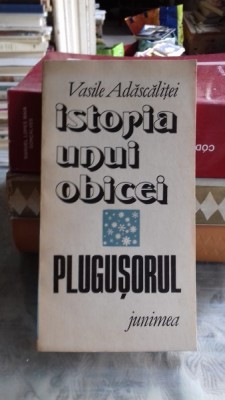 Vasile Adăscăliței
istoria
unui
obicei
PLUGUȘORUL
junimea